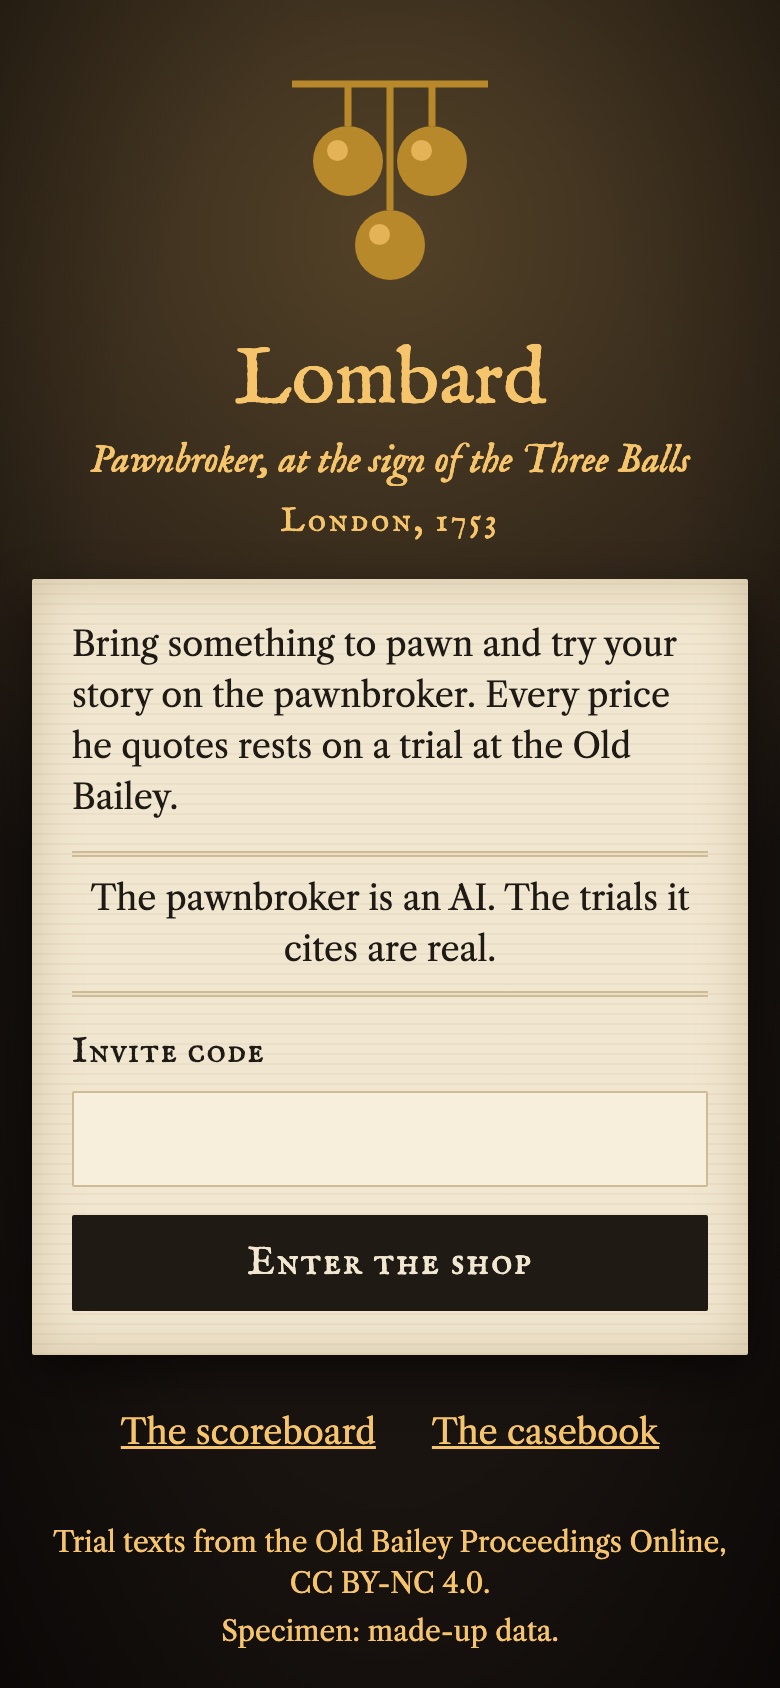 Lombard
Pawnbroker, at the sign of the Three Balls
London, 1753
Bring something to pawn and try your
story on the pawnbroker. Every price
he quotes rests on a trial at the Old
Bailey.
The pawnbroker is an AI. The trials it
cites are real.
Invite code
Enter the shop
The scoreboard The casebook
Trial texts from the Old Bailey Proceedings Online,
CC BY-NC 4.0.
Specimen: made-up data.